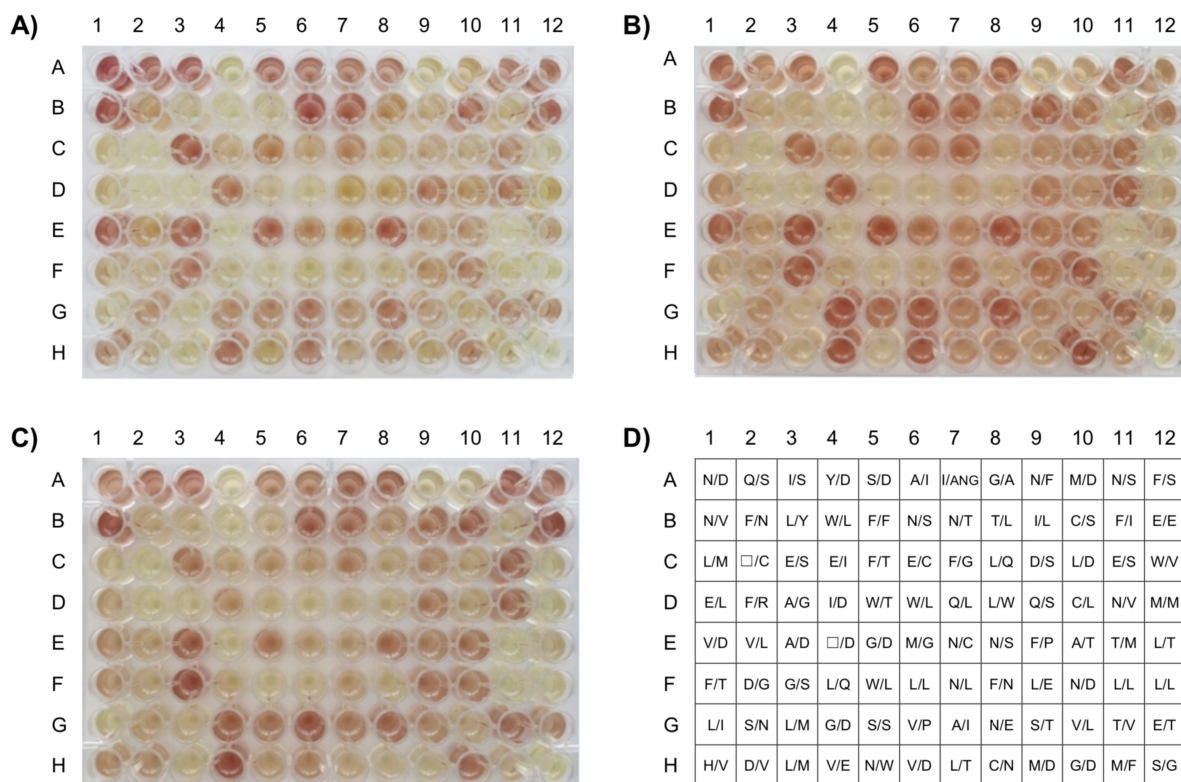 A)
1 2 3 4 5 6 7 8 9 10 11 12
A
B
C
D
E
F
G
H
B)
1 2 3 4 5 6 7 8 9 10 11 12
A
B
C
D
E
F
G
H
C)
1 2 3 4 5 6 7 8 9 10 11 12
A
B
C
D
E
F
G
H
D)
1 2 3 4 5 6 7 8 9 10 11 12
A N/D Q/S I/S Y/D S/D A/I I/ANG G/A N/F M/D N/S F/S
B N/V F/N L/Y W/L F/F N/S N/T T/L I/L C/S F/I E/E
C L/M □/C E/S E/I F/T E/C F/G L/Q D/S L/D E/S W/V
D E/L F/R A/G I/D W/T W/L Q/L L/W Q/S C/L N/V M/M
E V/D V/L A/D □/D G/D M/G N/C N/S F/P A/T T/M L/T
F F/T D/G G/S L/Q W/L L/L N/L F/N L/E N/D L/L L/L
G L/I S/N L/M G/D S/S V/P A/I N/E S/T V/L T/V E/T
H H/V D/V L/M V/E N/W V/D L/T C/N M/D G/D M/F S/G